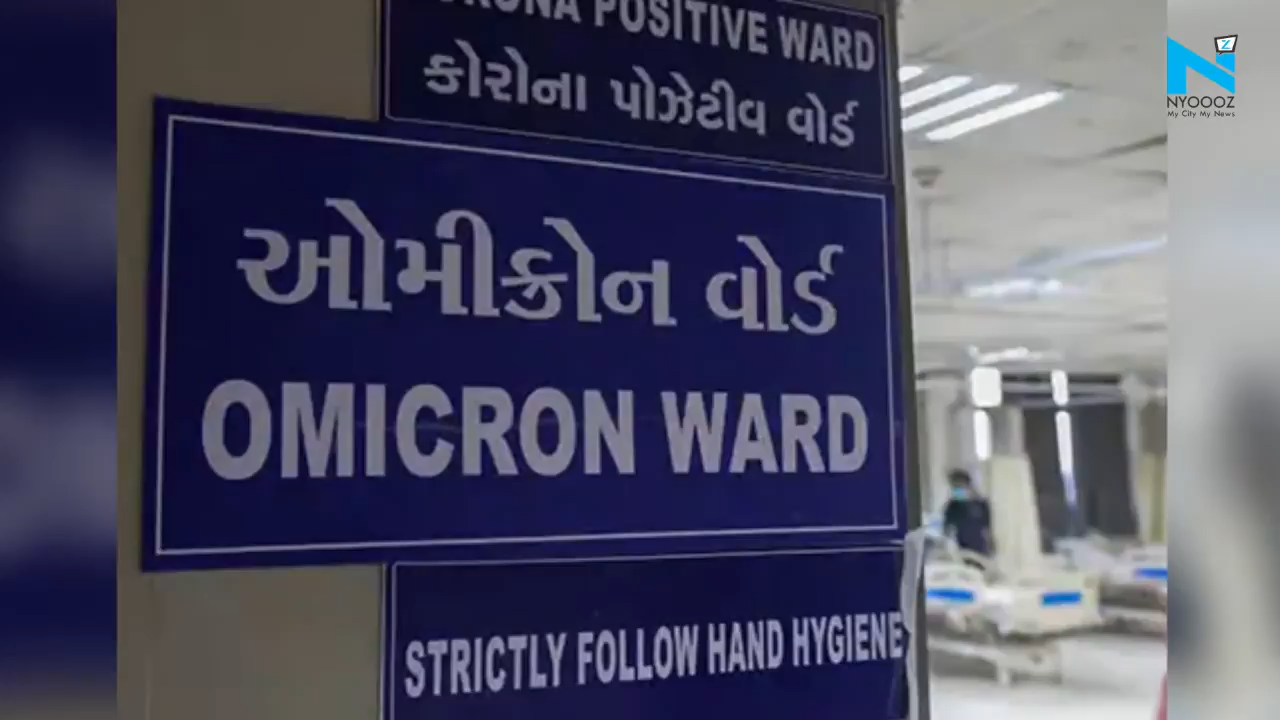 POSITIVE WARD
કોરોના પોઝેટીવ વોર્ડ
ઓમીક્રોન વોર્ડ
OMICRON WARD
STRICTLY FOLLOW HAND HYGIENE
N
Z
NYOOOZ
My City My News